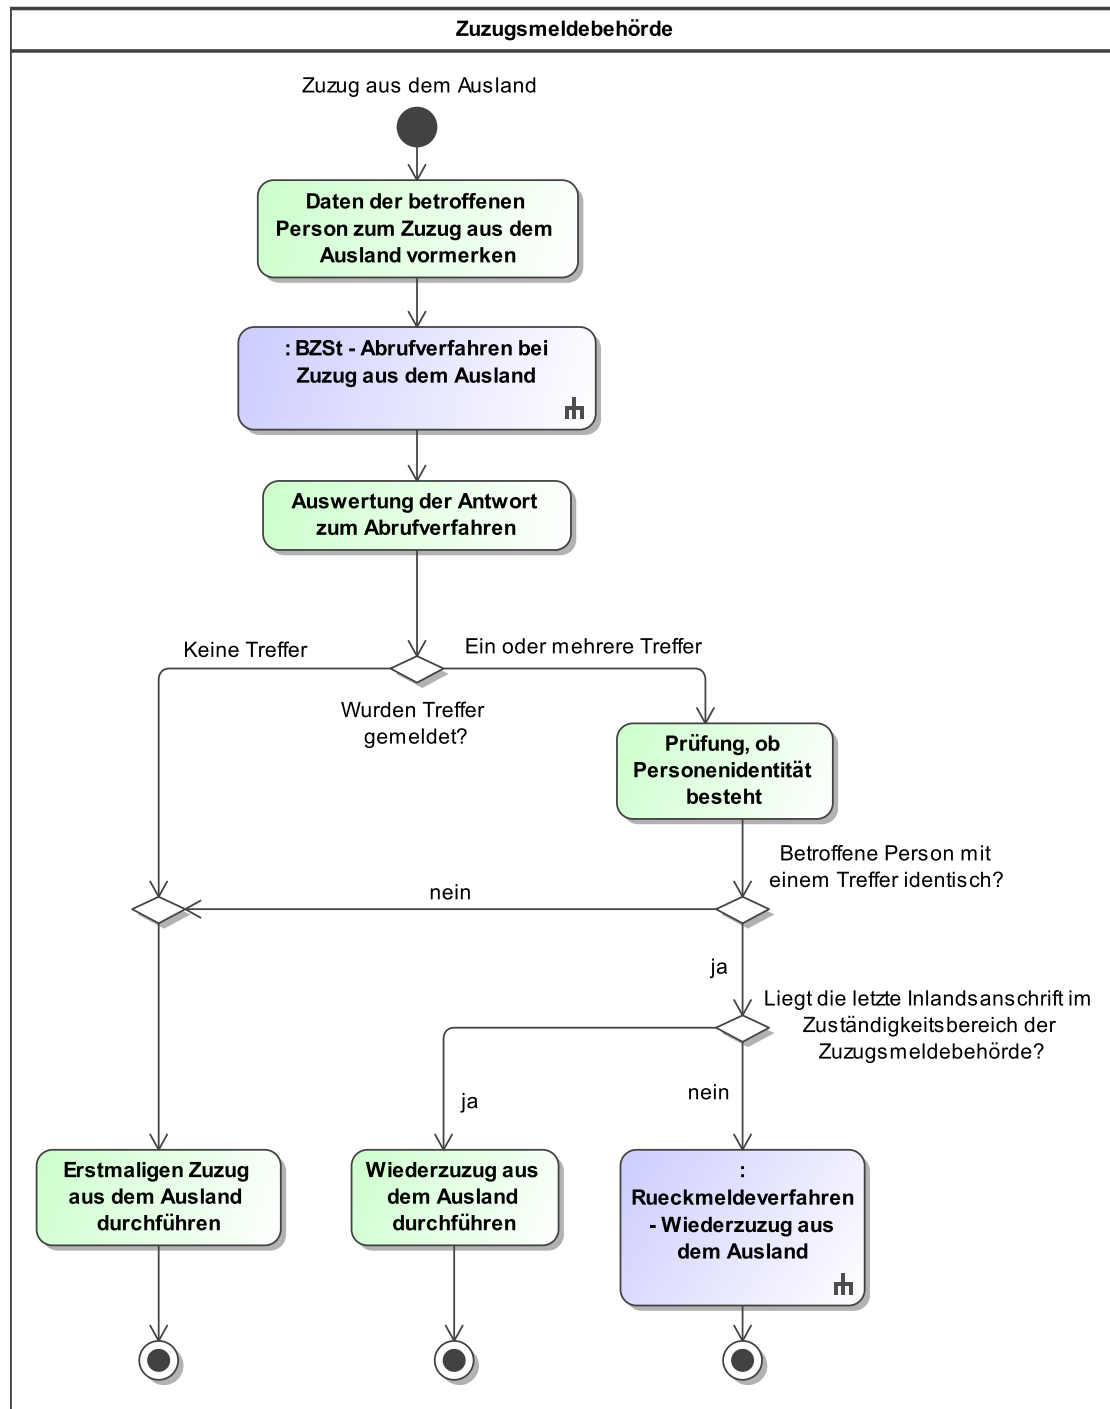 Zuzugsmeldebehörde
Zuzug aus dem Ausland
Daten der betroffenen
Person zum Zuzug aus dem
Ausland vormerken
: BZSt - Abrufverfahren bei
Zuzug aus dem Ausland
Auswertung der Antwort
zum Abrufverfahren
Keine Treffer
Ein oder mehrere Treffer
Wurden Treffer
gemeldet?
Prüfung, ob
Personenidentität
besteht
Betroffene Person mit
einem Treffer identisch?
nein
ja
Liegt die letzte Inlandsanschrift im
Zuständigkeitsbereich der
Zuzugsmeldebehörde?
ja
nein
Erstmaligen Zuzug
aus dem Ausland
durchführen
Wiederzuzug aus
dem Ausland
durchführen
:
Rueckmeldeverfahren
- Wiederzuzug aus
dem Ausland